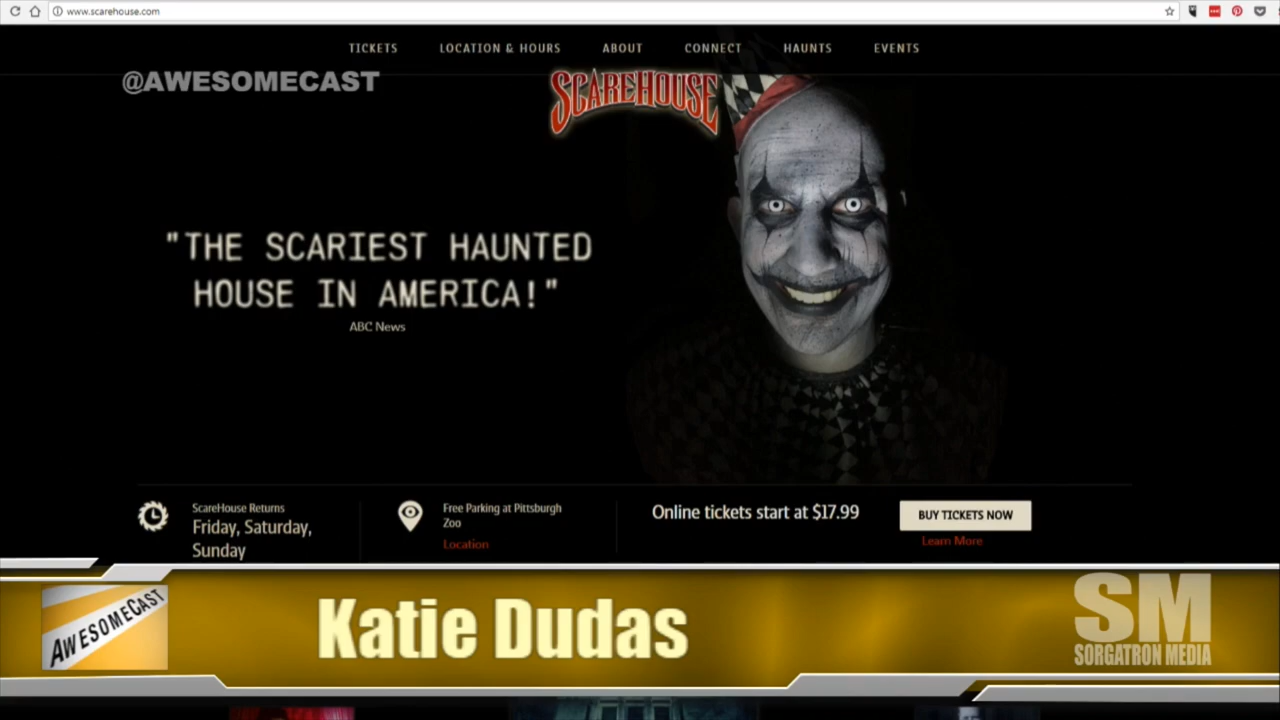 www.scarehouse.com
TICKETS
LOCATION & HOURS
ABOUT
CONNECT
HAUNTS
EVENTS
@AWESOMECAST
SCAREHOUSE
"THE SCARIEST HAUNTED
HOUSE IN AMERICA!"
ABC News
ScareHouse Returns
Friday, Saturday,
Sunday
Free Parking at Pittsburgh
Zoo
Location
Online tickets start at $17.99
BUY TICKETS NOW
Learn More
AWESOMECAST
Katie Dudas
SM
SORGATRON MEDIA